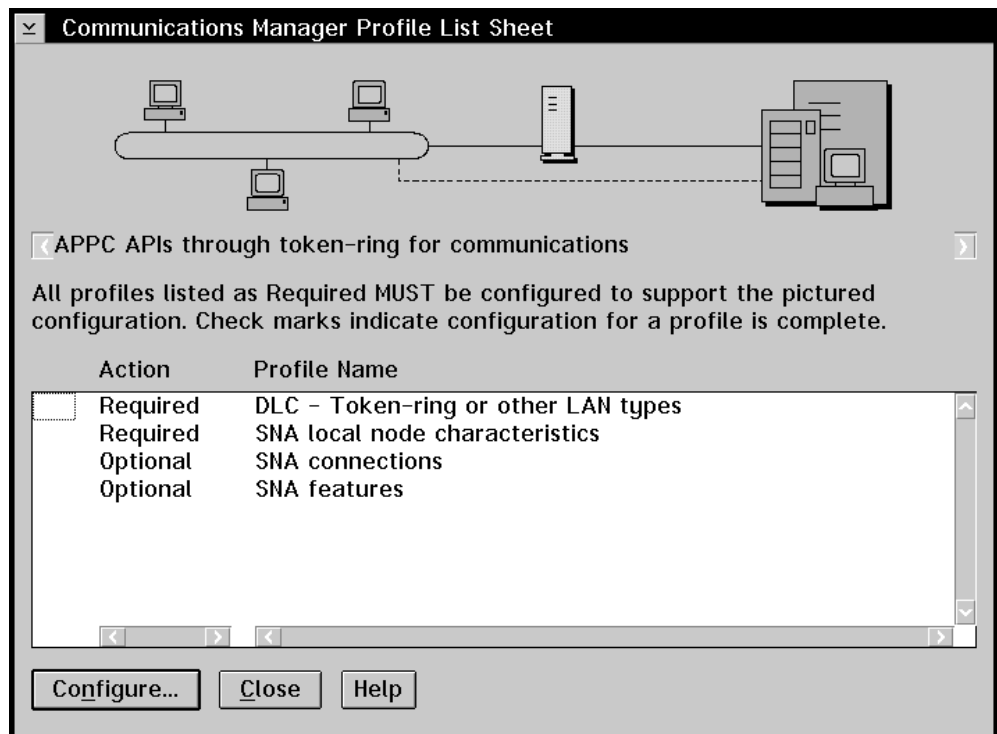 Communications Manager Profile List Sheet
APPC APIs through token-ring for communications
All profiles listed as Required MUST be configured to support the pictured
configuration. Check marks indicate configuration for a profile is complete.
Action Profile Name
Required DLC - Token-ring or other LAN types
Required SNA local node characteristics
Optional SNA connections
Optional SNA features
Configure... Close Help